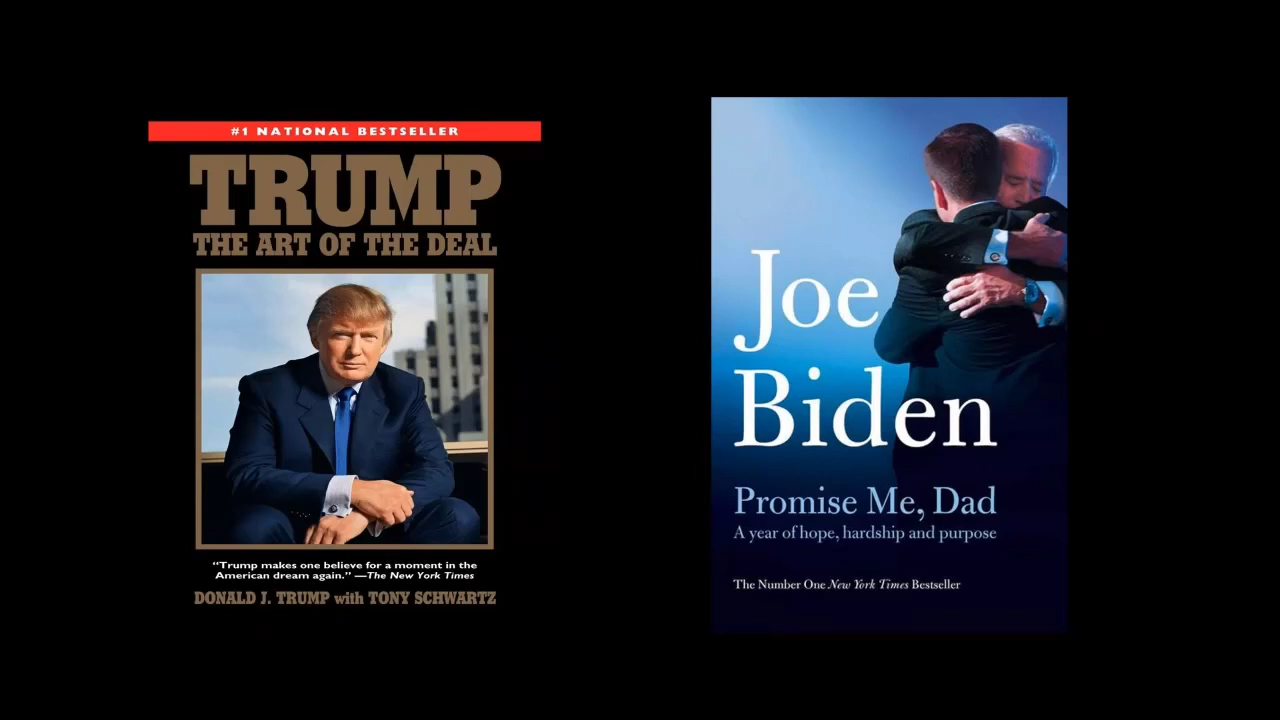 #1 NATIONAL BESTSELLER
TRUMP
THE ART OF THE DEAL
“Trump makes one believe for a moment in the
American dream again.” —The New York Times
DONALD J. TRUMP with TONY SCHWARTZ
Joe
Biden
Promise Me, Dad
A year of hope, hardship and purpose
The Number One New York Times Bestseller